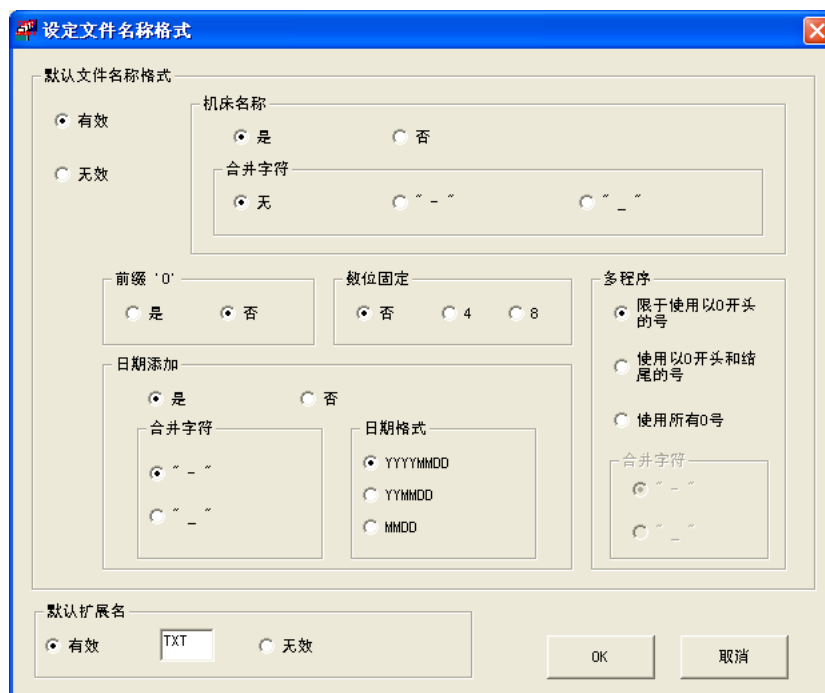 设定文件名称格式
默认文件名称格式
有效
无效
机床名称
是 否
合并字符
无 ″ - ″ ″ _ ″
前缀 'O'
是 否
数位固定
否 4 8
多程序
限于使用以O开头
的号
使用以O开头和结
尾的号
使用所有O号
合并字符
″ - ″
″ _ ″
日期添加
是 否
合并字符
″ - ″
″ _ ″
日期格式
YYYYMMDD
YYMMDD
MMDD
默认扩展名
有效 TXT 无效
OK 取消